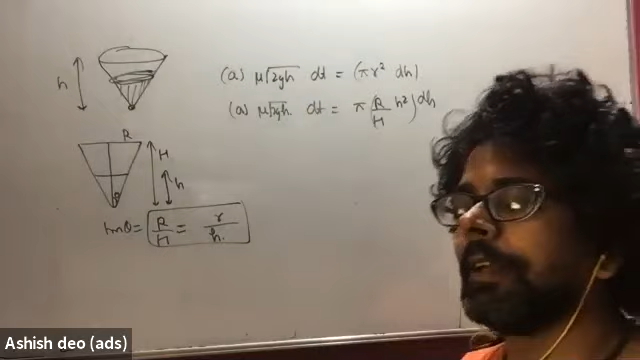 h
(a) μ√2gh dt = (πr² dh)
(a) μ√2gh dt = π R/H h²) dh
R
H
h
θ
tanθ = R/H = r/h
Ashish deo (ads)